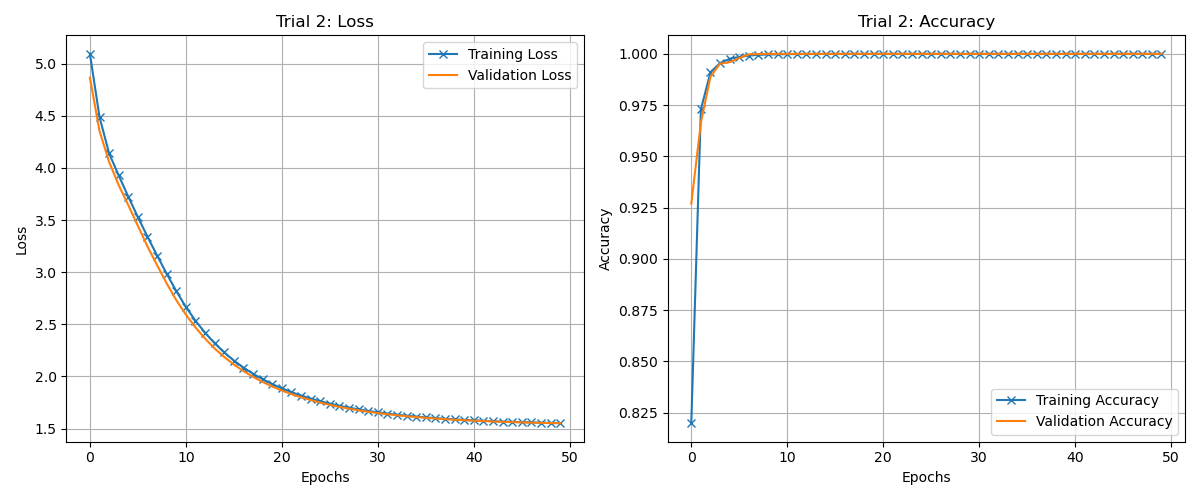 Trial 2: Loss
Loss
5.0
4.5
4.0
3.5
3.0
2.5
2.0
1.5
Training Loss
Validation Loss
0 10 20 30 40 50
Epochs
Trial 2: Accuracy
Accuracy
1.000
0.975
0.950
0.925
0.900
0.875
0.850
0.825
Training Accuracy
Validation Accuracy
0 10 20 30 40 50
Epochs